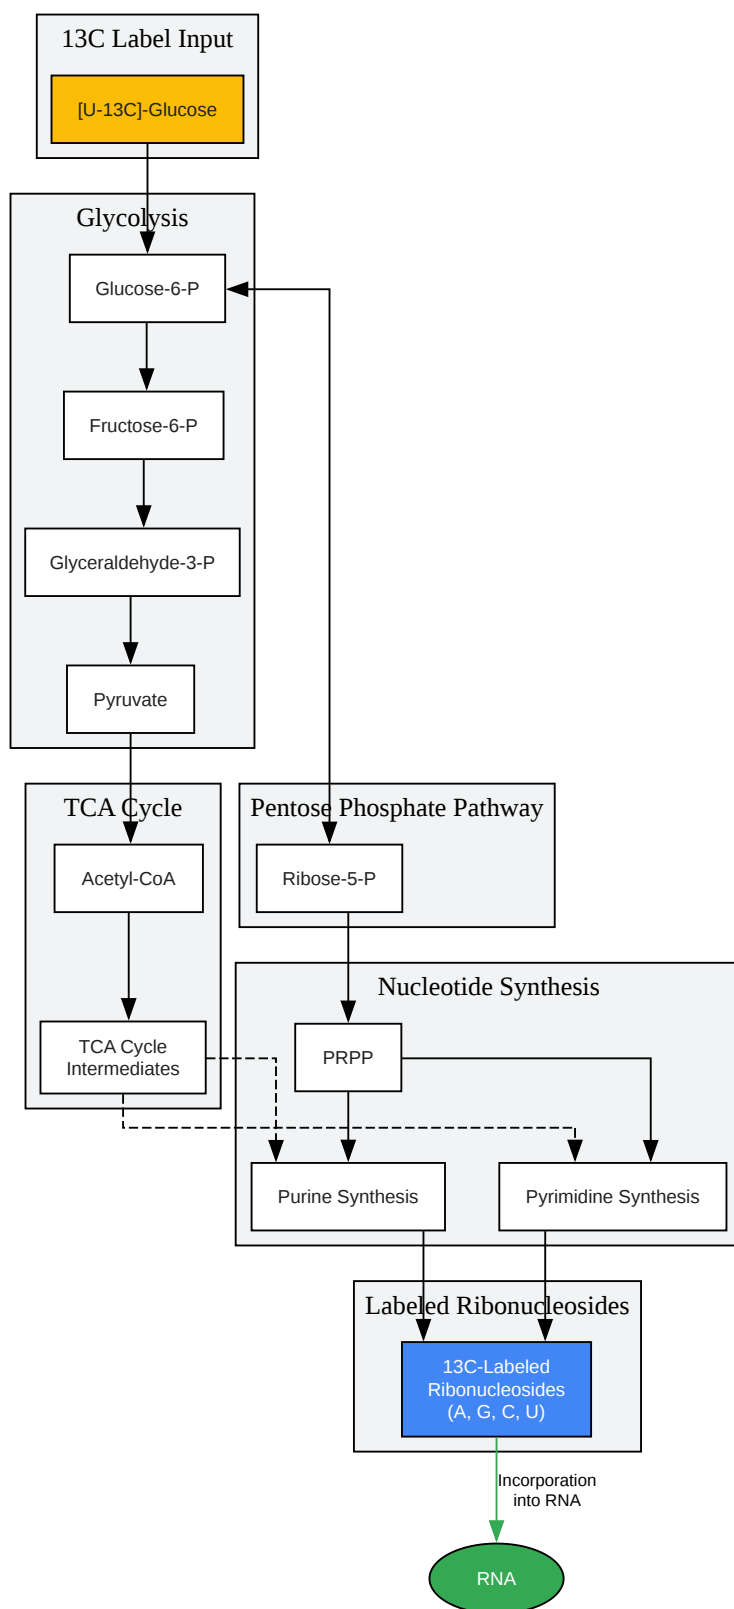 13C Label Input
[U-13C]-Glucose
Glycolysis
Glucose-6-P
Fructose-6-P
Glyceraldehyde-3-P
Pyruvate
TCA Cycle
Pentose Phosphate Pathway
Acetyl-CoA
Ribose-5-P
Nucleotide Synthesis
TCA Cycle
Intermediates
PRPP
Purine Synthesis
Pyrimidine Synthesis
Labeled Ribonucleosides
13C-Labeled
Ribonucleosides
(A, G, C, U)
Incorporation
into RNA
RNA